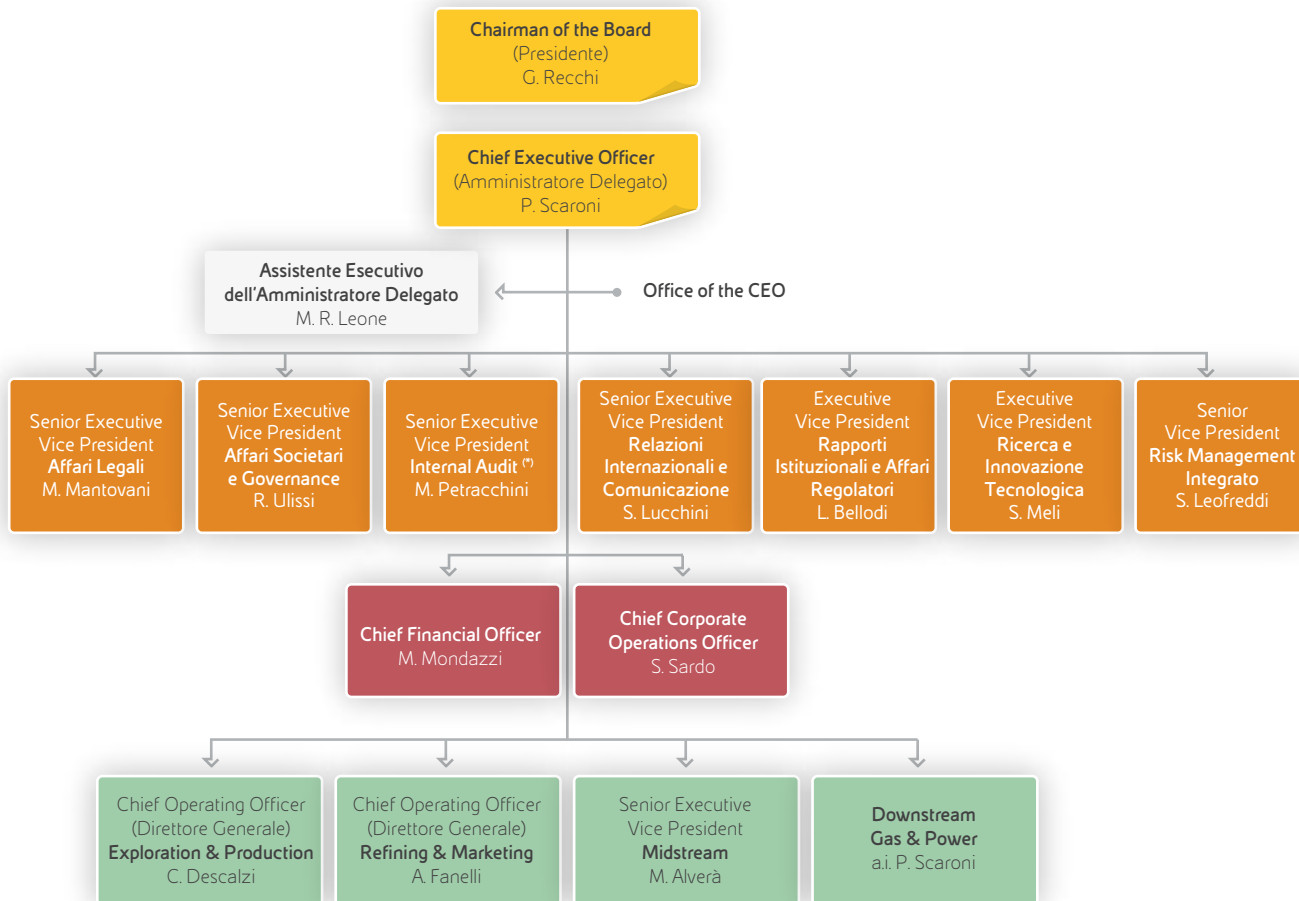 Chairman of the Board
(Presidente)
G. Recchi
Chief Executive Officer
(Amministratore Delegato)
P. Scaroni
Assistente Esecutivo
dell'Amministratore Delegato
M. R. Leone
Office of the CEO
Senior Executive
Vice President
Affari Legali
M. Mantovani
Senior Executive
Vice President
Affari Societari
e Governance
R. Ulissi
Senior Executive
Vice President
Internal Audit (*)
M. Petracchini
Senior Executive
Vice President
Relazioni
Internazionali e
Comunicazione
S. Lucchini
Executive
Vice President
Rapporti
Istituzionali e Affari
Regolatori
L. Bellodi
Executive
Vice President
Ricerca e
Innovazione
Tecnologica
S. Meli
Senior
Vice President
Risk Management
Integrato
S. Leofreddi
Chief Financial Officer
M. Mondazzi
Chief Corporate
Operations Officer
S. Sardo
Chief Operating Officer
(Direttore Generale)
Exploration & Production
C. Descalzi
Chief Operating Officer
(Direttore Generale)
Refining & Marketing
A. Fanelli
Senior Executive
Vice President
Midstream
M. Alverà
Downstream
Gas & Power
a.i. P. Scaroni